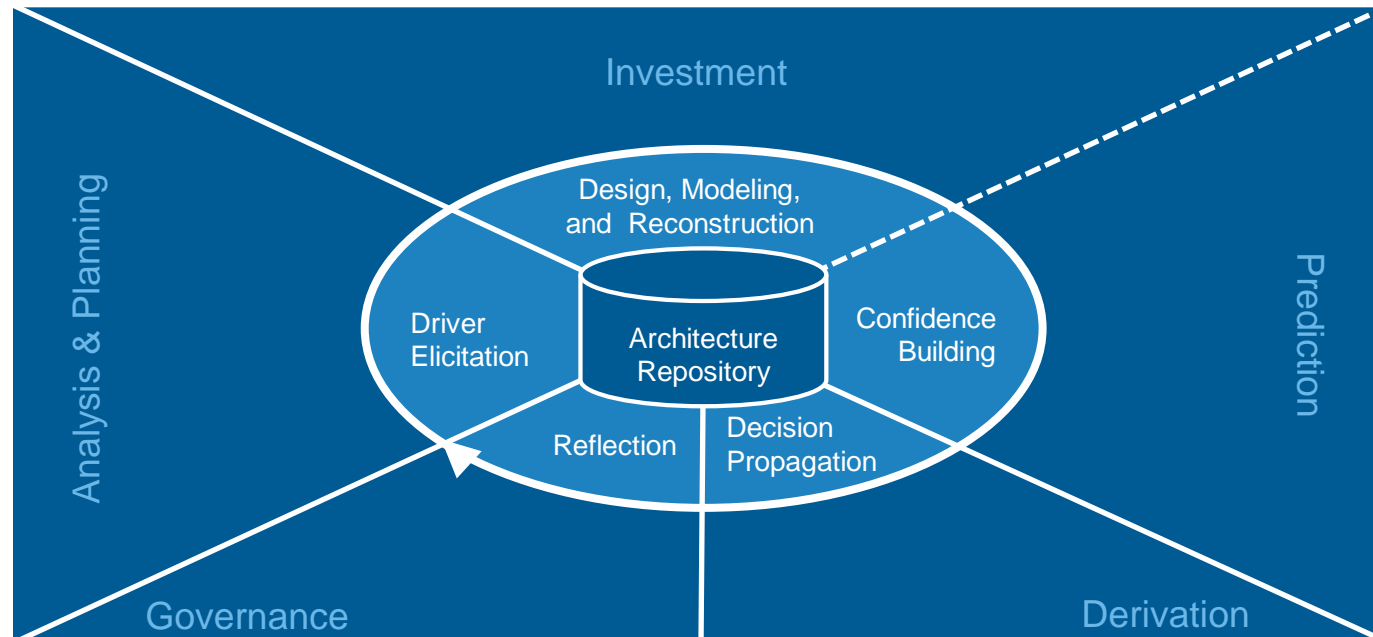 Investment
Design, Modeling,
and Reconstruction
Analysis & Planning
Driver
Elicitation
Architecture
Repository
Confidence
Building
Prediction
Reflection
Decision
Propagation
Governance
Derivation